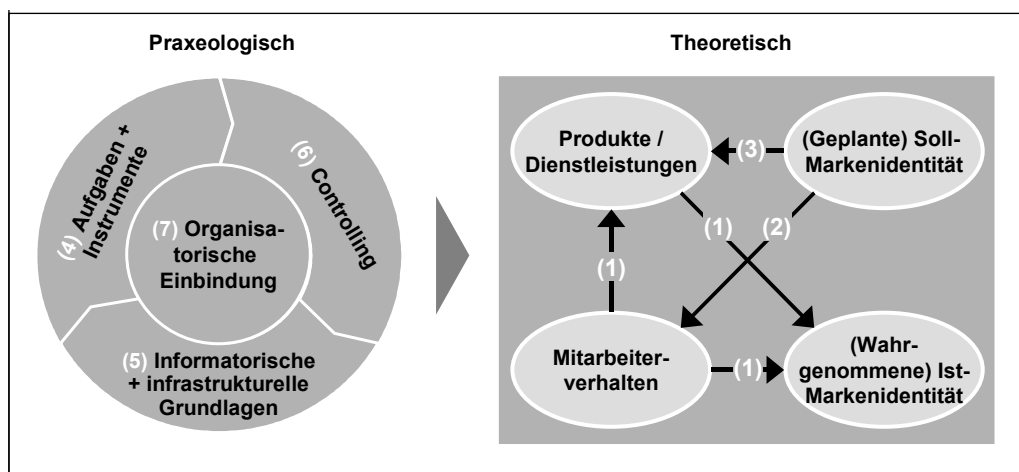 Praxeologisch
(4) Aufgaben +
Instrumente
(6) Controlling
(7) Organisa-
torische
Einbindung
(5) Informatorische
+ infrastrukturelle
Grundlagen
Theoretisch
Produkte /
Dienstleistungen
(3)
(Geplante) Soll-
Markenidentität
(1)
(2)
(1)
Mitarbeiter-
verhalten
(1)
(Wahr-
genommene) Ist-
Markenidentität